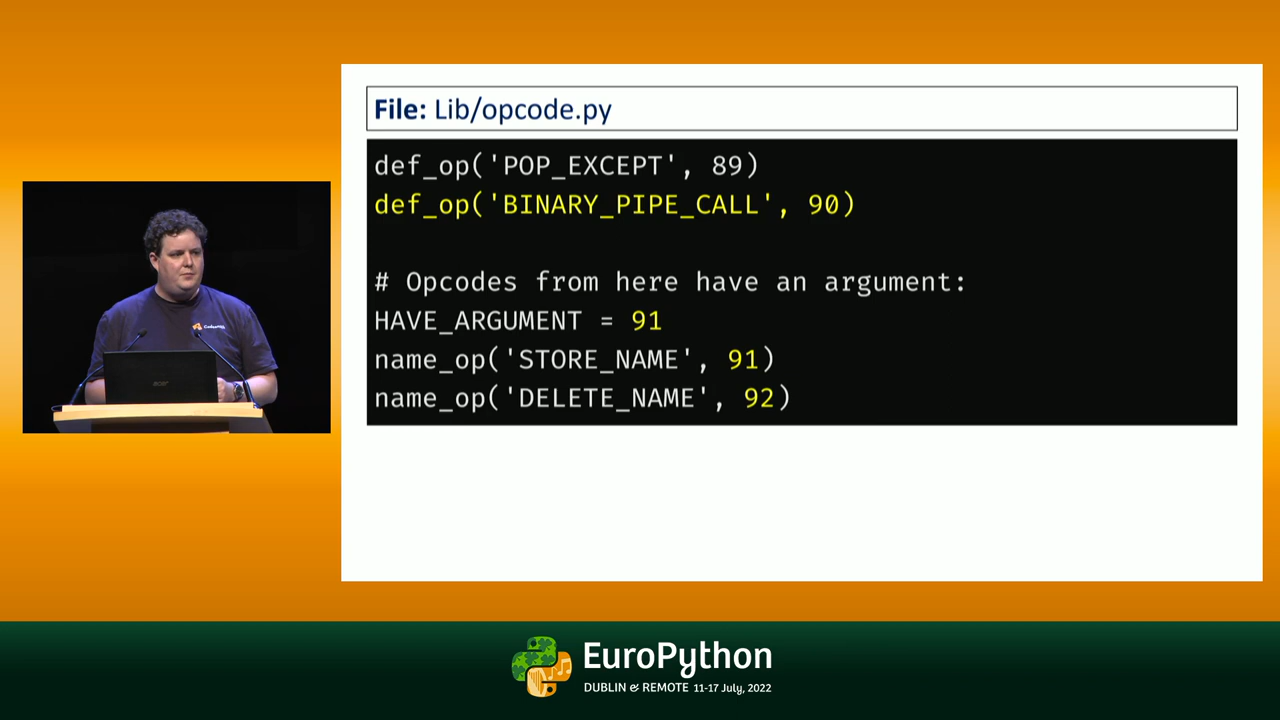 File: Lib/opcode.py
def_op('POP_EXCEPT', 89)
def_op('BINARY_PIPE_CALL', 90)
# Opcodes from here have an argument:
HAVE_ARGUMENT = 91
name_op('STORE_NAME', 91)
name_op('DELETE_NAME', 92)
acer
EuroPython
DUBLIN & REMOTE 11-17 July, 2022